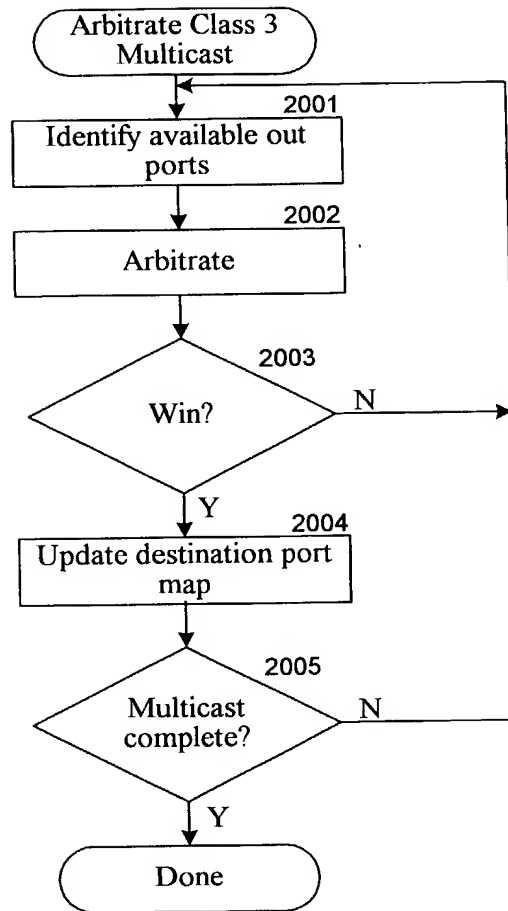 Arbitrate Class 3
Multicast
2001
Identify available out
ports
2002
Arbitrate
2003
Win?
N
Y
2004
Update destination port
map
2005
Multicast
complete?
N
Y
Done